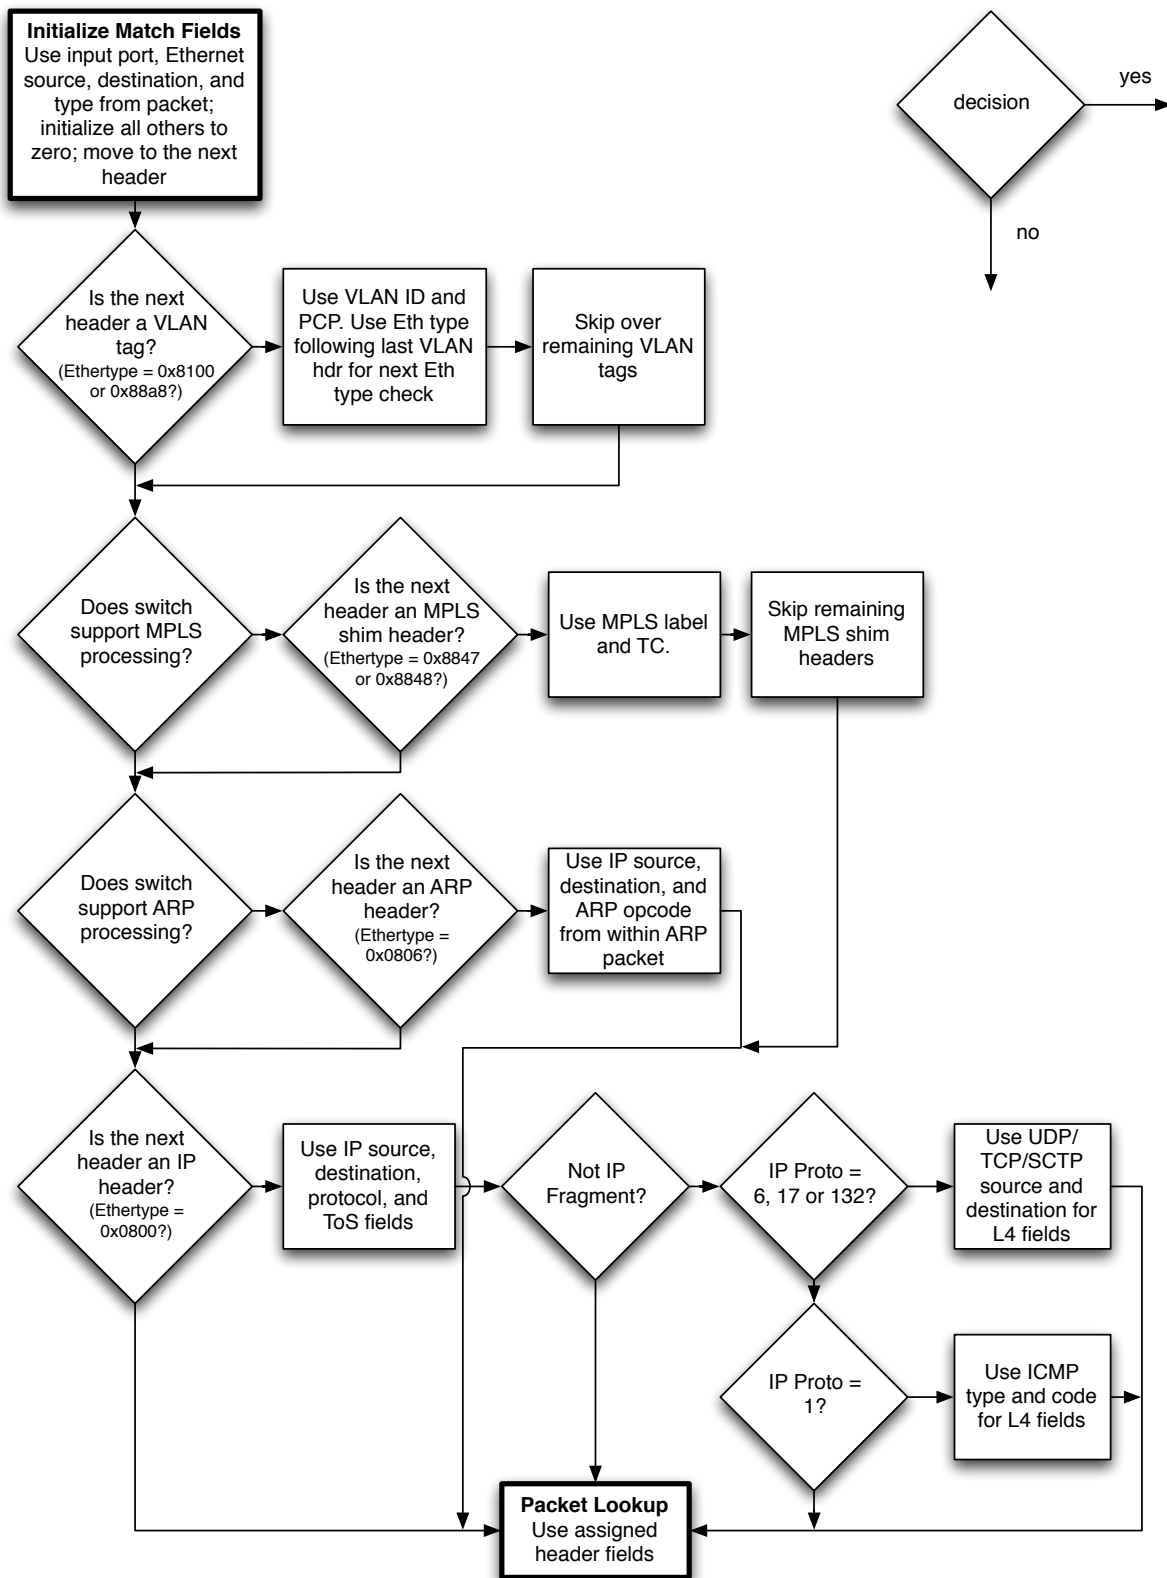 Initialize Match Fields
Use input port, Ethernet
source, destination, and
type from packet;
initialize all others to
zero; move to the next
header
decision
yes
no
Is the next
header a VLAN
tag?
(Ethertype = 0x8100
or 0x88a8?)
Use VLAN ID and
PCP. Use Eth type
following last VLAN
hdr for next Eth
type check
Skip over
remaining VLAN
tags
Does switch
support MPLS
processing?
Is the next
header an MPLS
shim header?
(Ethertype = 0x8847
or 0x8848?)
Use MPLS label
and TC.
Skip remaining
MPLS shim
headers
Does switch
support ARP
processing?
Is the next
header an ARP
header?
(Ethertype =
0x0806?)
Use IP source,
destination, and
ARP opcode
from within ARP
packet
Is the next
header an IP
header?
(Ethertype =
0x0800?)
Use IP source,
destination,
protocol, and
ToS fields
Not IP
Fragment?
IP Proto =
6, 17 or 132?
Use UDP/
TCP/SCTP
source and
destination for
L4 fields
IP Proto =
1?
Use ICMP
type and code
for L4 fields
Packet Lookup
Use assigned
header fields